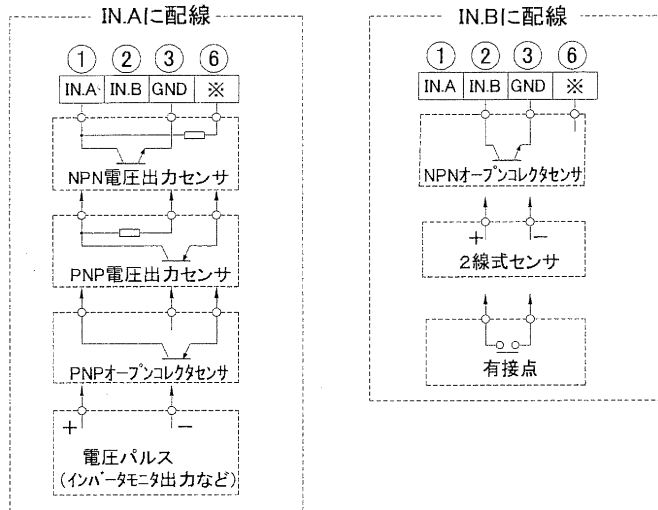 IN.Aに配線
① ② ③ ⑥
IN.A IN.B GND ※
NPN電圧出力センサ
PNP電圧出力センサ
PNPオープンコレクタセンサ
+ −
電圧パルス
(インバータモニタ出力など)
IN.Bに配線
① ② ③ ⑥
IN.A IN.B GND ※
NPNオープンコレクタセンサ
+ −
2線式センサ
有接点